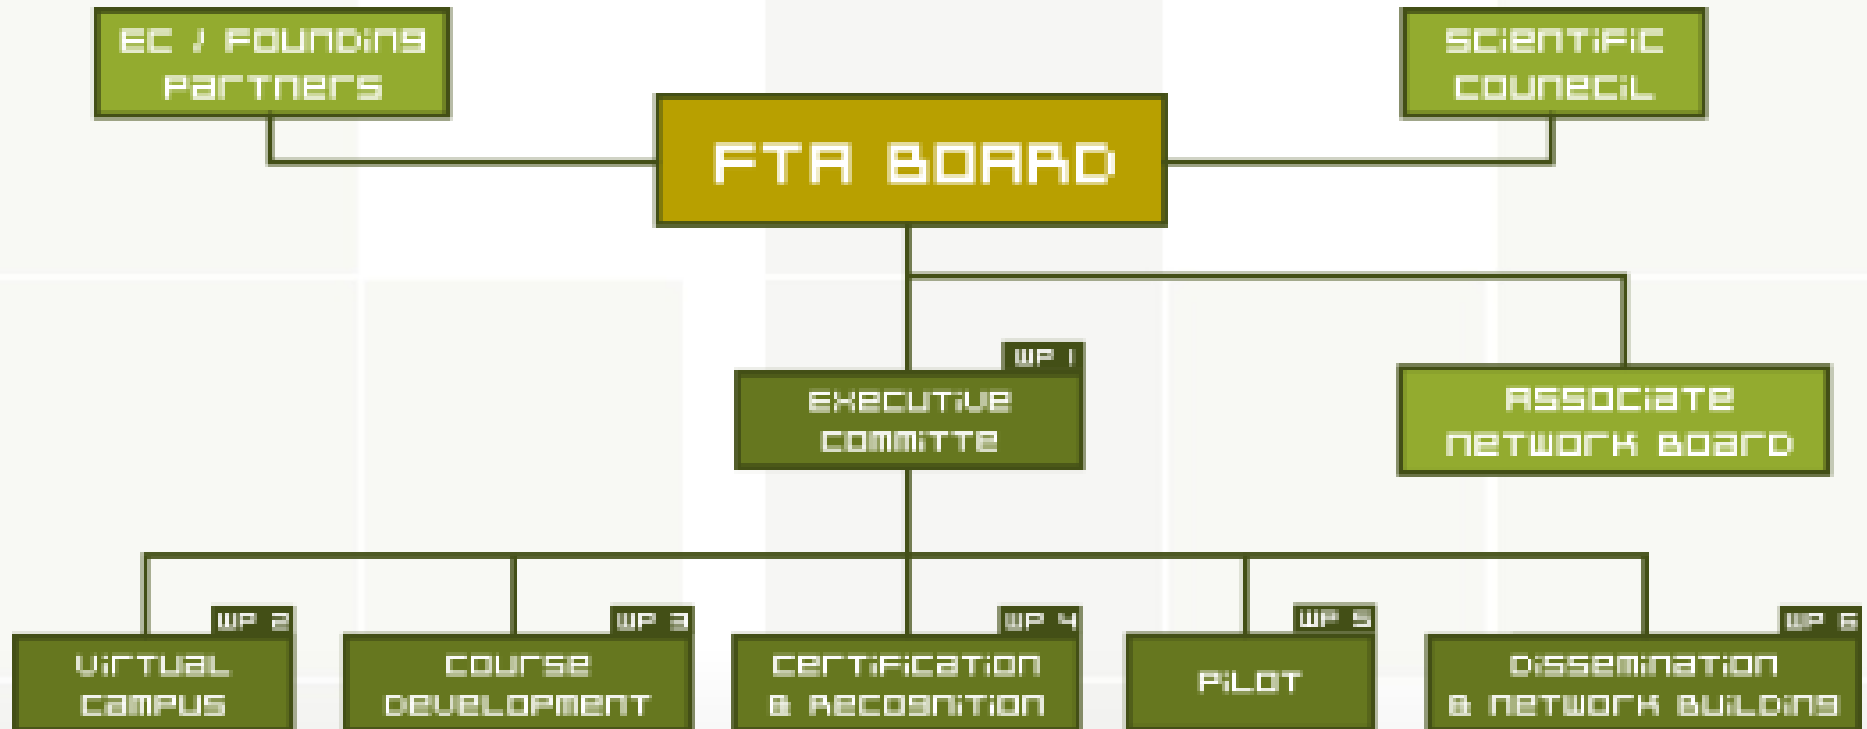 EC / Founding
Partners
Scientific
Counecil
FTA BOARD
WP 1
Executive
Committe
Associate
Network Board
WP 2
Virtual
Campus
WP 3
Course
Development
WP 4
Certification
& Recognition
WP 5
Pilot
WP 6
Dissemination
& Network Building